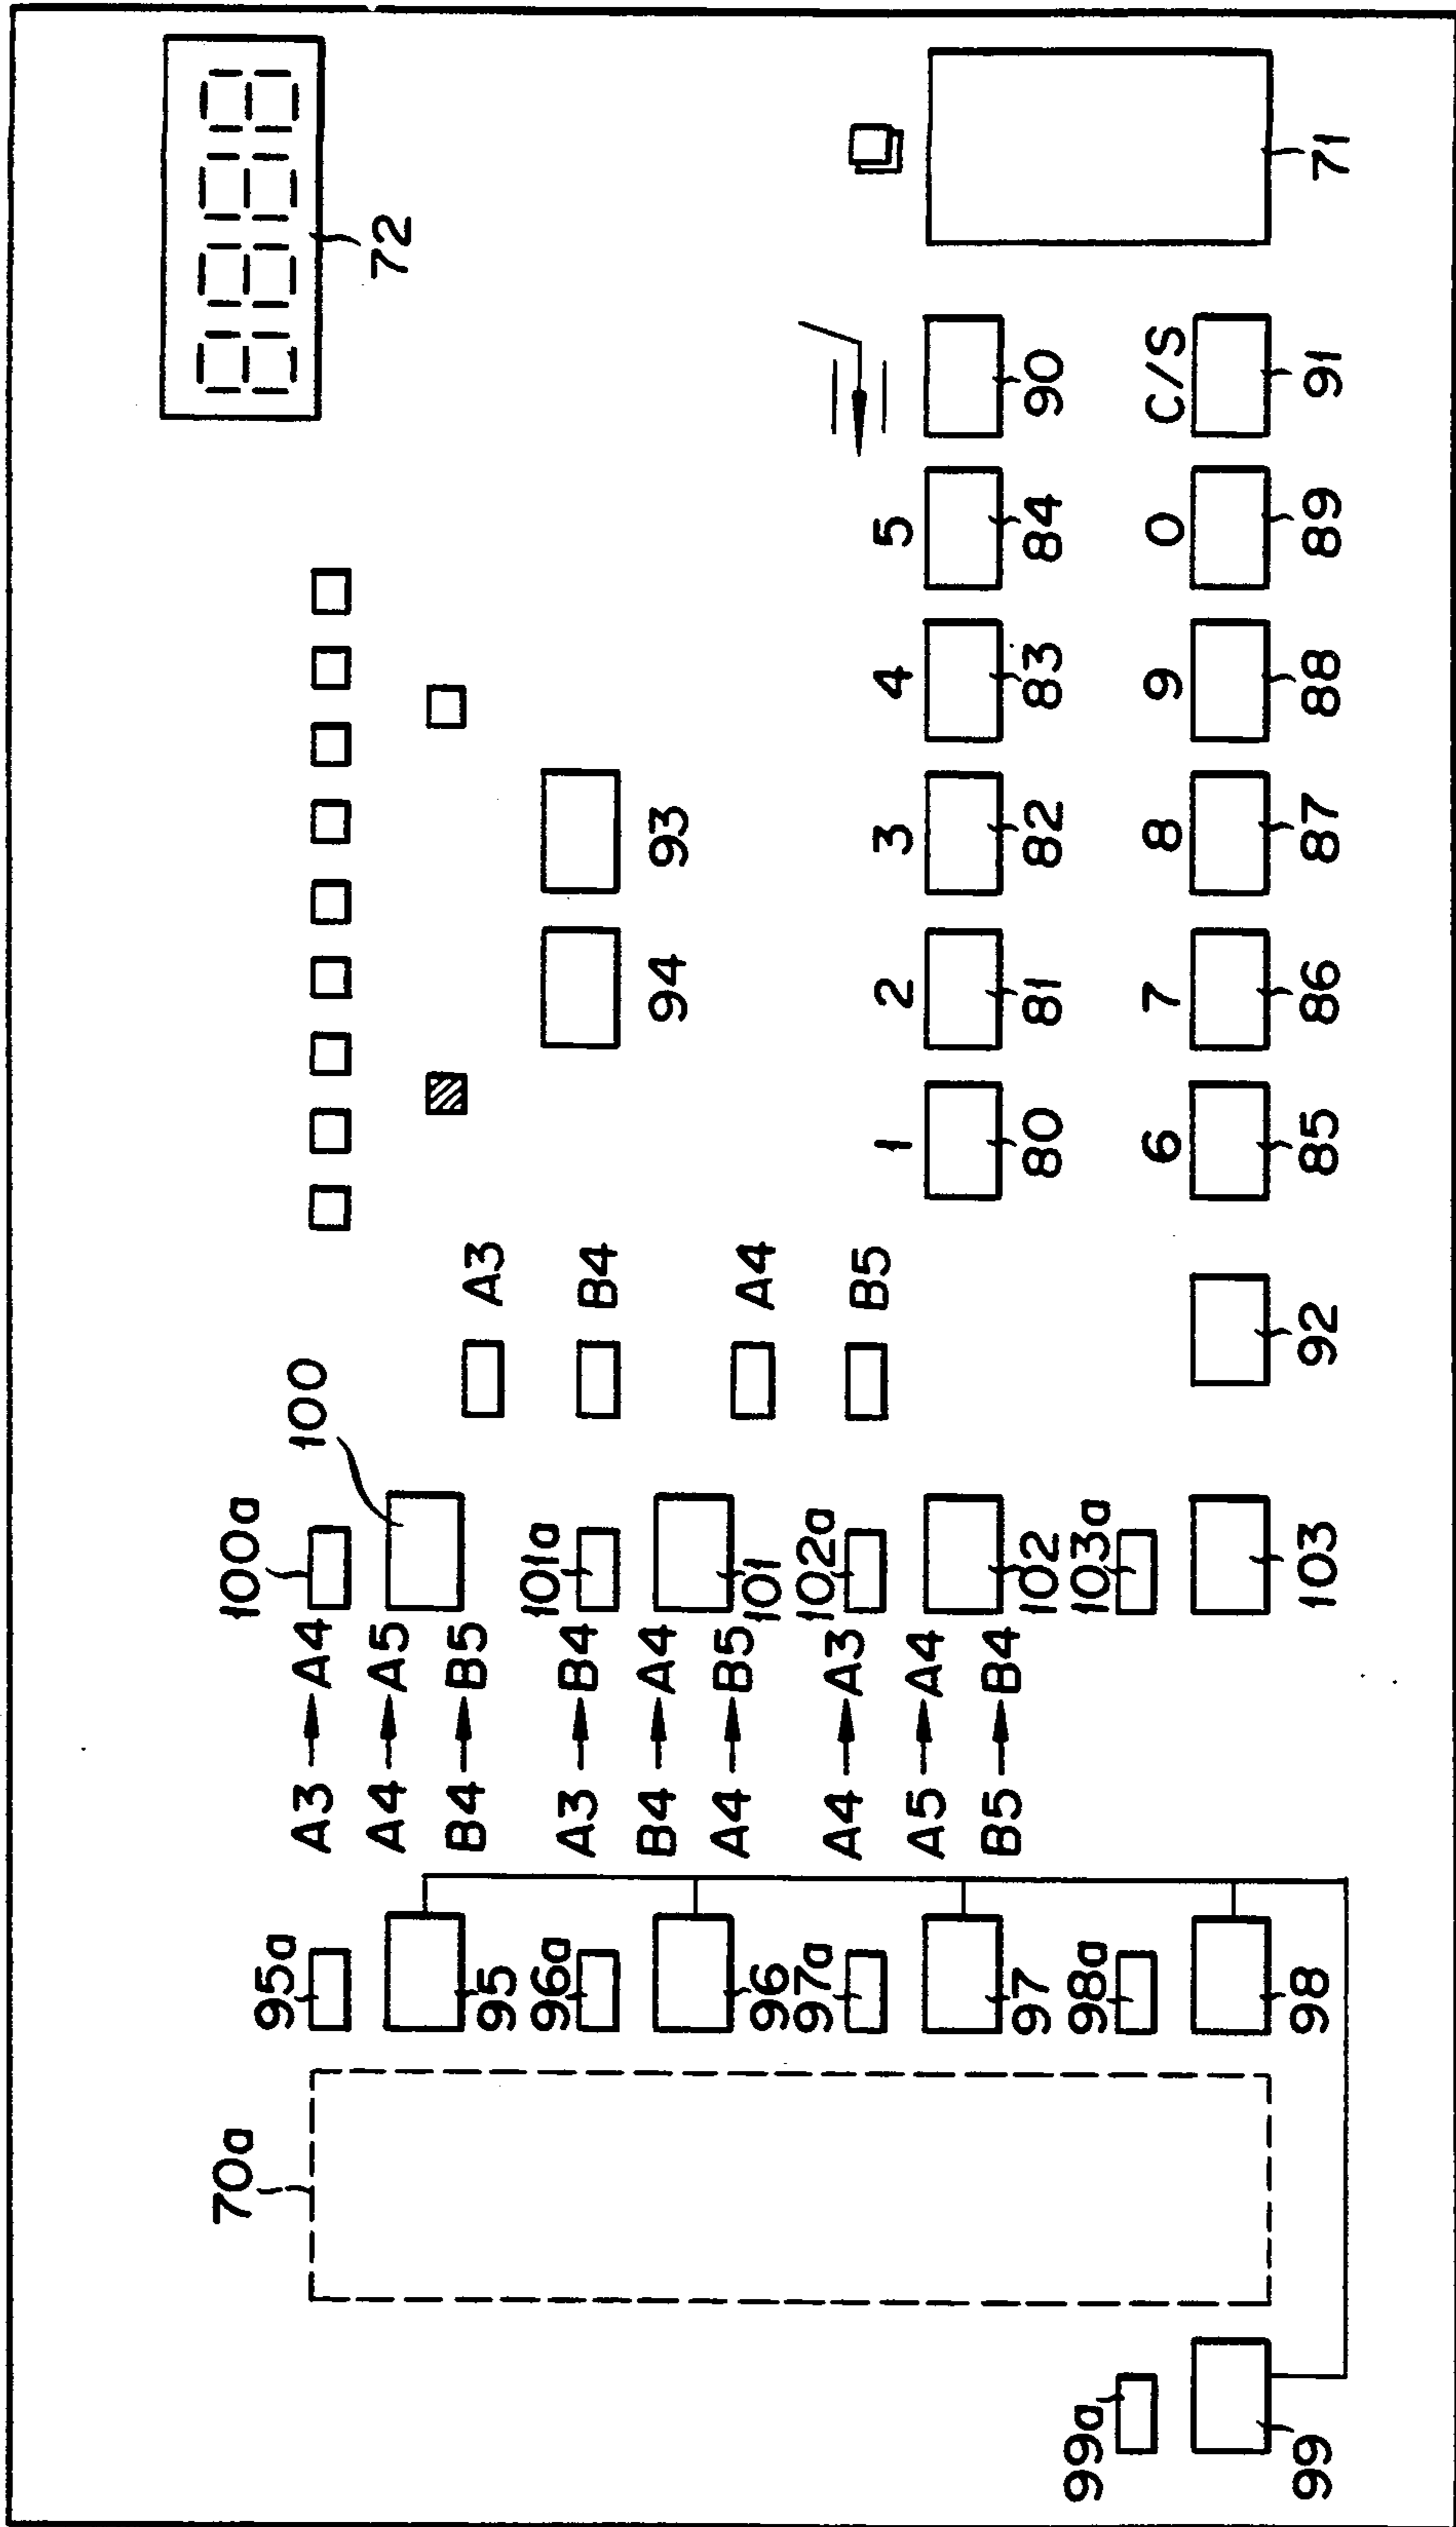 72
100a
100
A3 → A4
A4 → A5
B4 → B5
A3
B4
93
94
95a
95
101a
101
A3 → B4
B4 → A4
A4 → B5
96a
96
70a
A4
B5
102a
102
A4 → A3
A5 → A4
B5 → B4
97a
97
1 2 3 4 5
80 81 82 83 84 90
71
6 7 8 9 0 C/S
99a
98a
103a
99
98
103
92
85 86 87 88 89 91